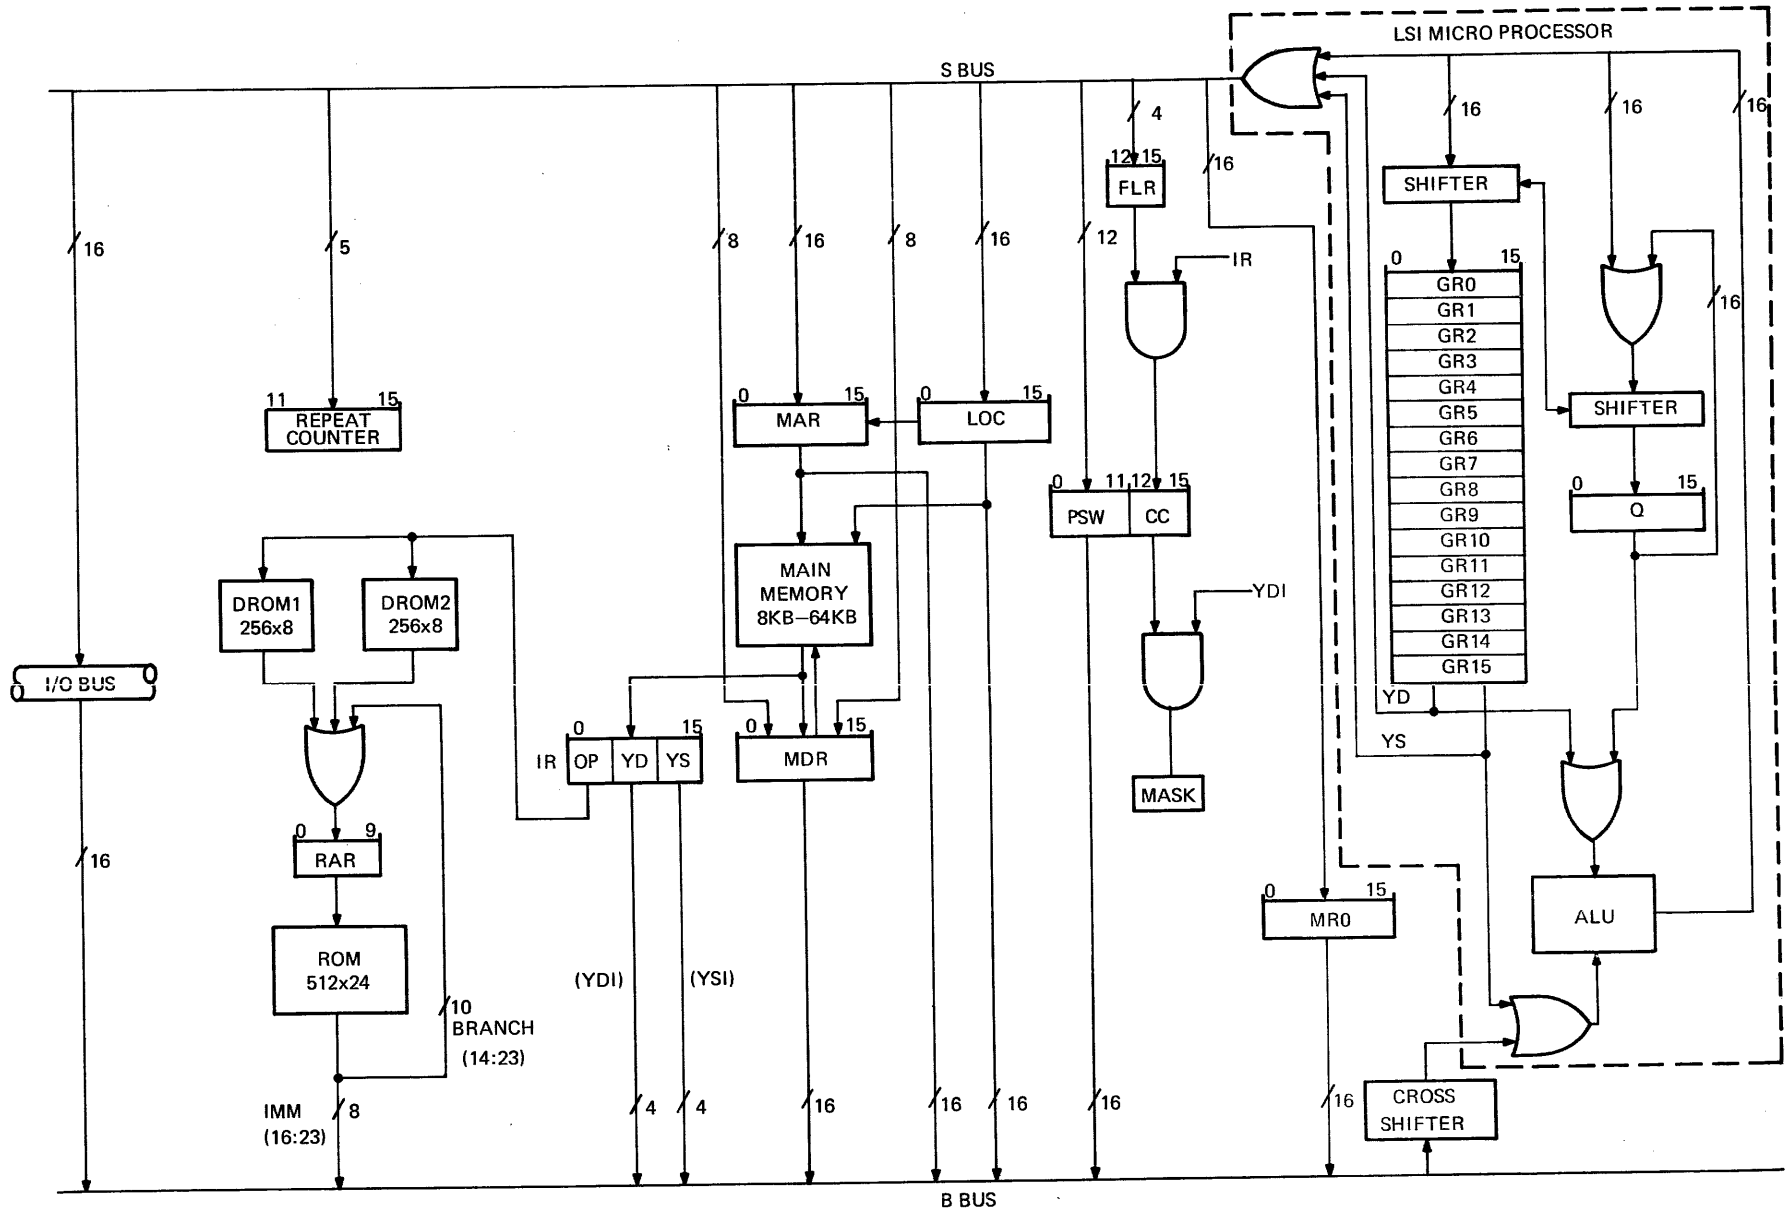 LSI MICRO PROCESSOR
S BUS
16
16
16
4
16
12 15
FLR
SHIFTER
16
5
8
16
8
16
12
IR
0 15
GR0
GR1
GR2
GR3
GR4
GR5
GR6
GR7
GR8
GR9
GR10
GR11
GR12
GR13
GR14
GR15
16
SHIFTER
0 15
Q
11 15
REPEAT
COUNTER
0 15
MAR
0 15
LOC
0 11 12 15
PSW CC
DROM1
256x8
DROM2
256x8
MAIN
MEMORY
8KB–64KB
YDI
I/O BUS
YD
YS
0 15
IR OP YD YS
0 15
MDR
MASK
0 9
RAR
16
ROM
512x24
0 15
MR0
ALU
(YDI)
(YSI)
10
BRANCH
(14:23)
IMM
(16:23)
8
4
4
16
16
16
16
16
CROSS
SHIFTER
B BUS